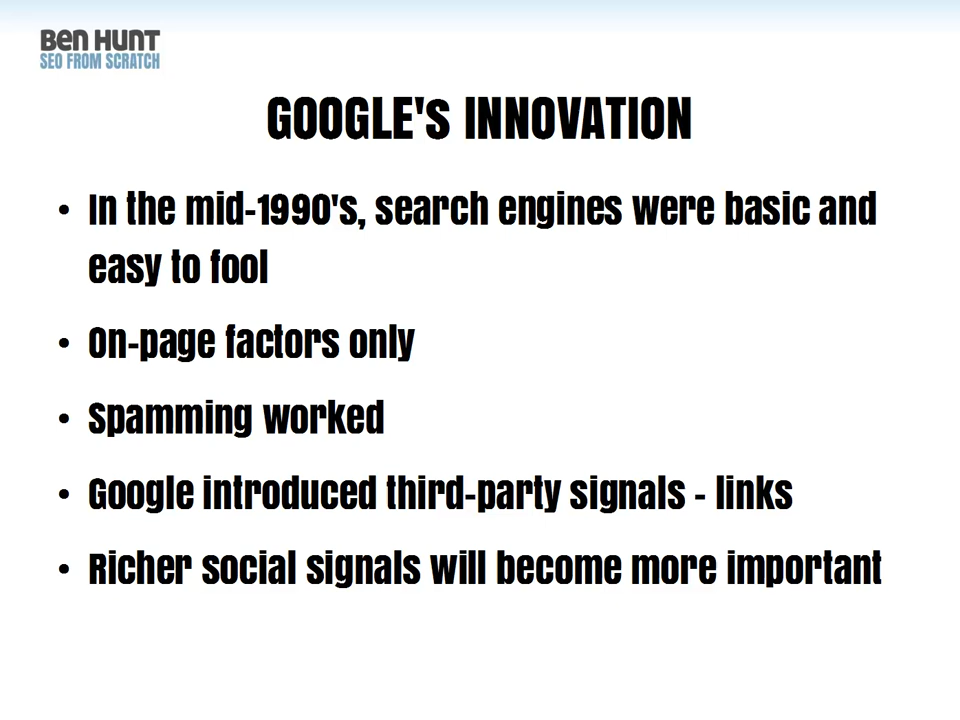 Ben Hunt
SEO FROM SCRATCH
GOOGLE's INNOVATION
• In the mid-1990's, search engines were basic and
easy to fool
• On-page factors only
• Spamming worked
• Google introduced third-party signals - links
• Richer social signals will become more important